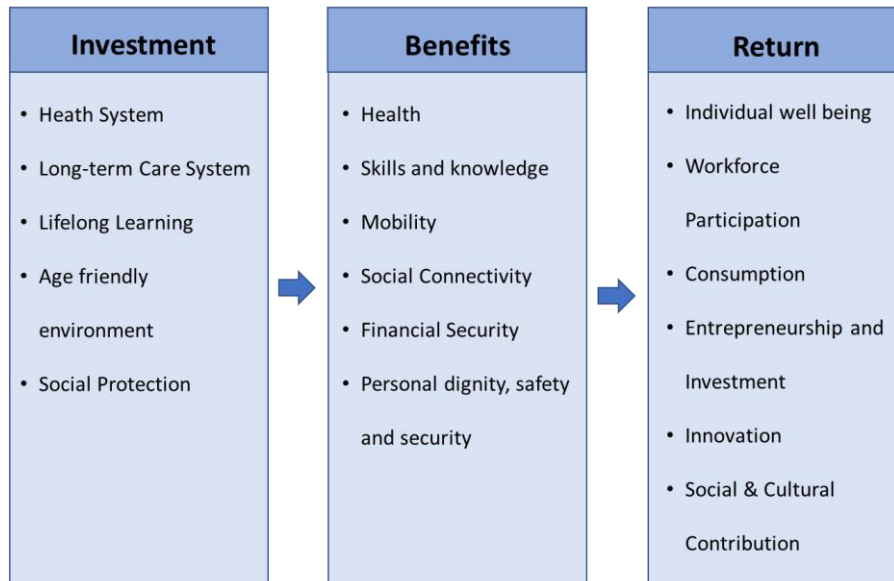 Investment
• Heath System
• Long-term Care System
• Lifelong Learning
• Age friendly
environment
• Social Protection
Benefits
• Health
• Skills and knowledge
• Mobility
• Social Connectivity
• Financial Security
• Personal dignity, safety
and security
Return
• Individual well being
• Workforce
Participation
• Consumption
• Entrepreneurship and
Investment
• Innovation
• Social & Cultural
Contribution